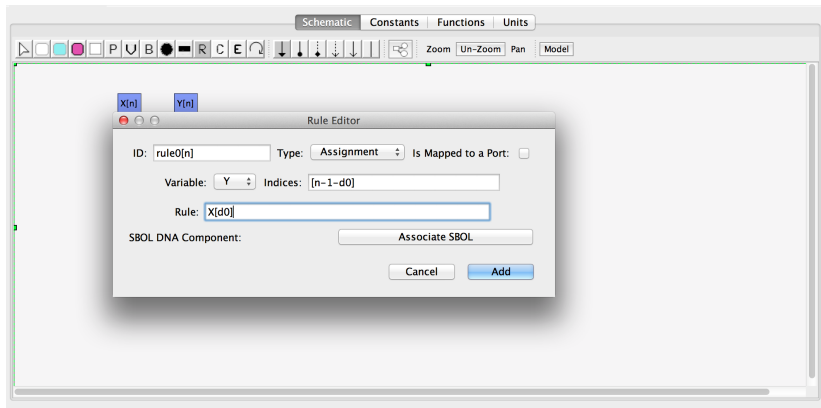 Schematic Constants Functions Units
P V B R C E Zoom Un-Zoom Pan Model
X[n] Y[n]
Rule Editor
ID: rule0[n] Type: Assignment Is Mapped to a Port:
Variable: Y Indices: [n-1-d0]
Rule: X[d0]
SBOL DNA Component: Associate SBOL
Cancel Add